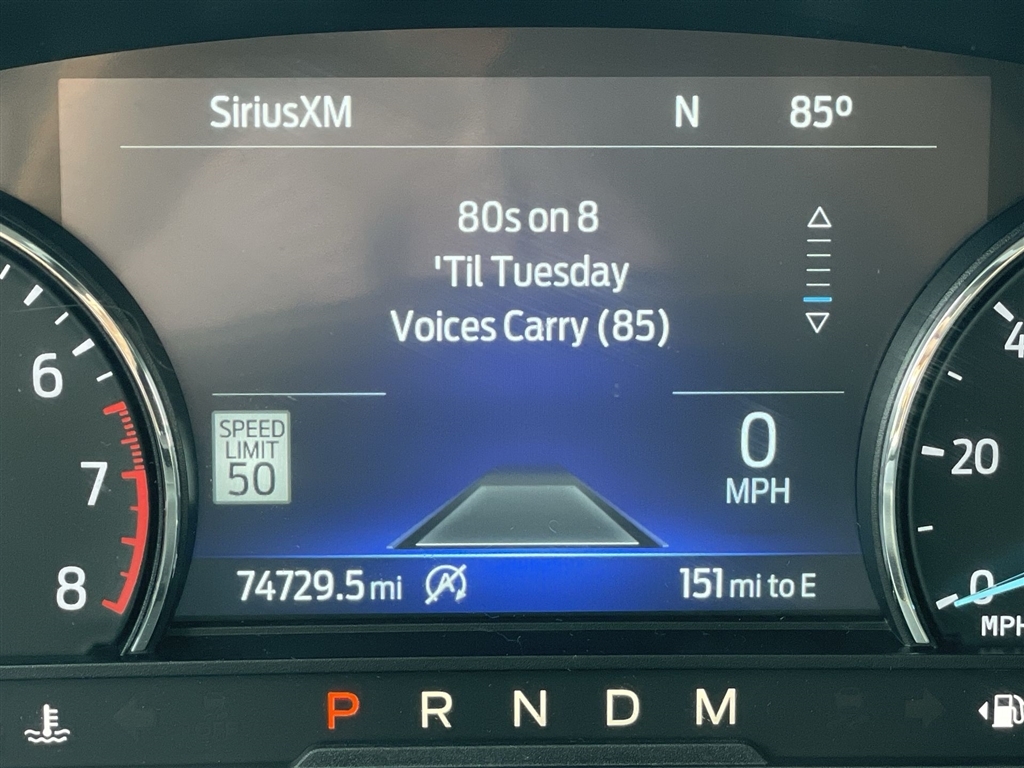 SiriusXM N 85º
80s on 8
'Til Tuesday
Voices Carry (85)
SPEED
LIMIT
50
0
MPH
74729.5 mi A 151 mi to E
6
7
8
4
20
0
MPH
P R N D M